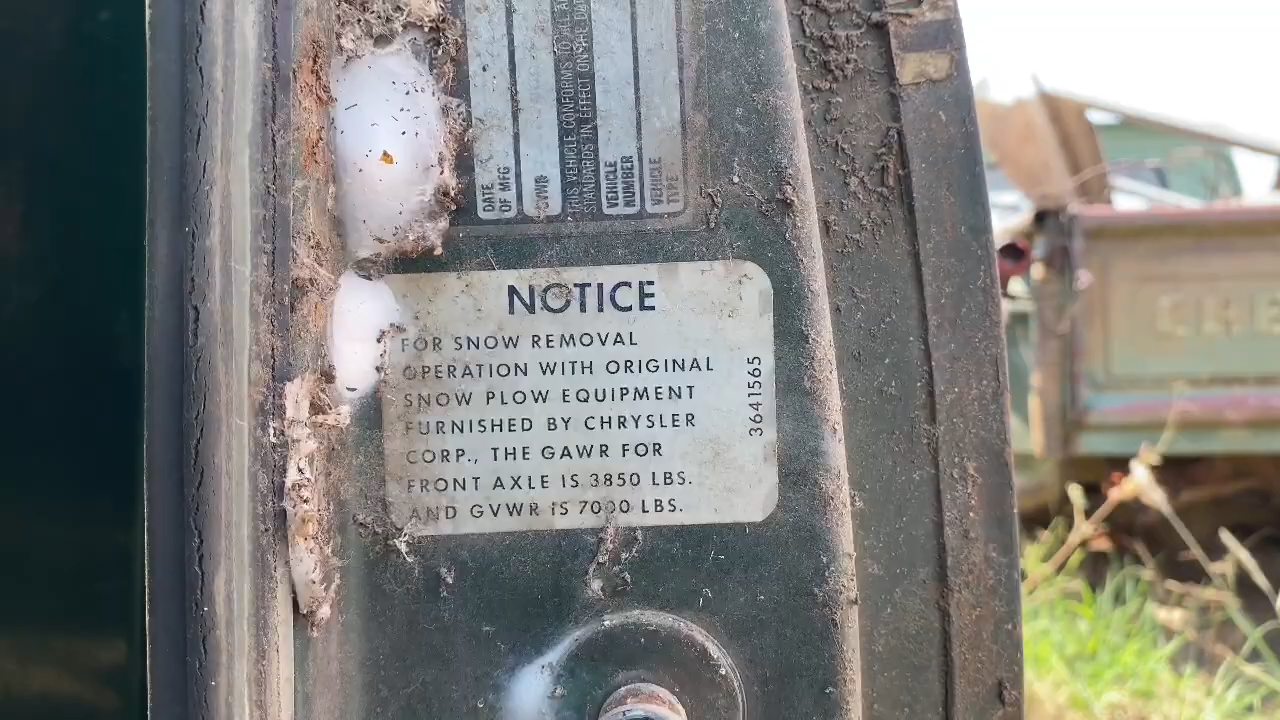 DATE
OF MFG
GVWR
THIS VEHICLE CONFORMS TO ALL
STANDARDS IN EFFECT ON THE
VEHICLE
NUMBER
VEHICLE
TYPE
NOTICE
FOR SNOW REMOVAL
OPERATION WITH ORIGINAL
SNOW PLOW EQUIPMENT
FURNISHED BY CHRYSLER
CORP., THE GAWR FOR
FRONT AXLE IS 3850 LBS.
AND GVWR IS 7000 LBS.
3641565
CHE